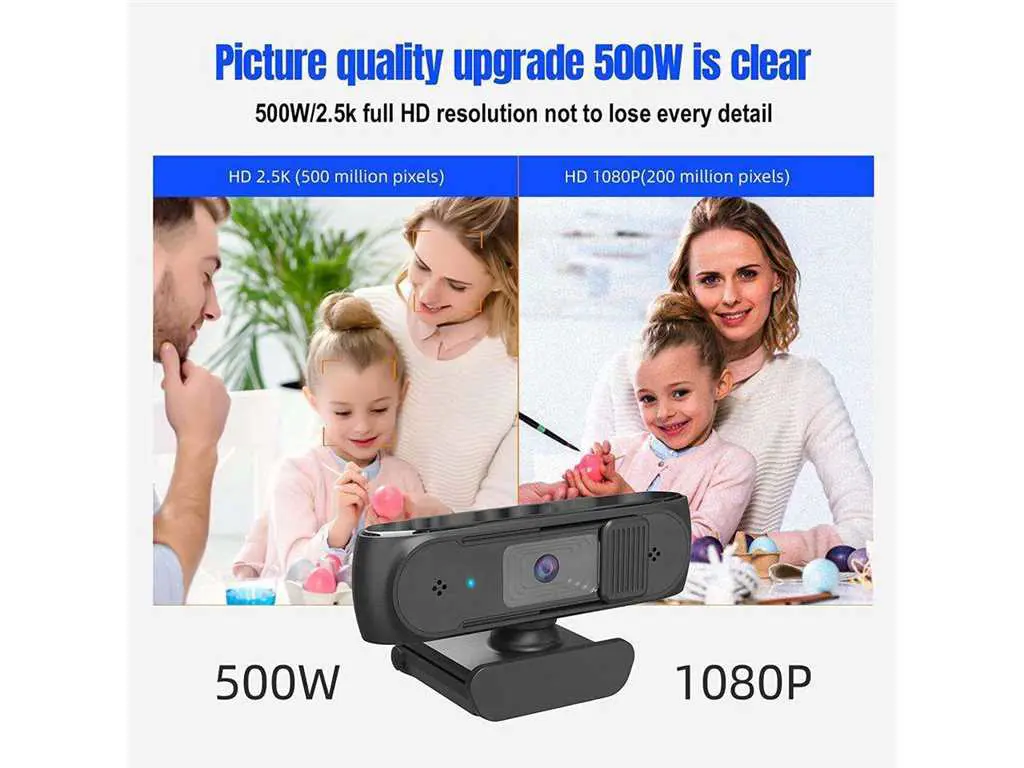 Picture quality upgrade 500W is clear
500W/2.5k full HD resolution not to lose every detail
HD 2.5K (500 million pixels)
HD 1080P(200 million pixels)
500W
1080P